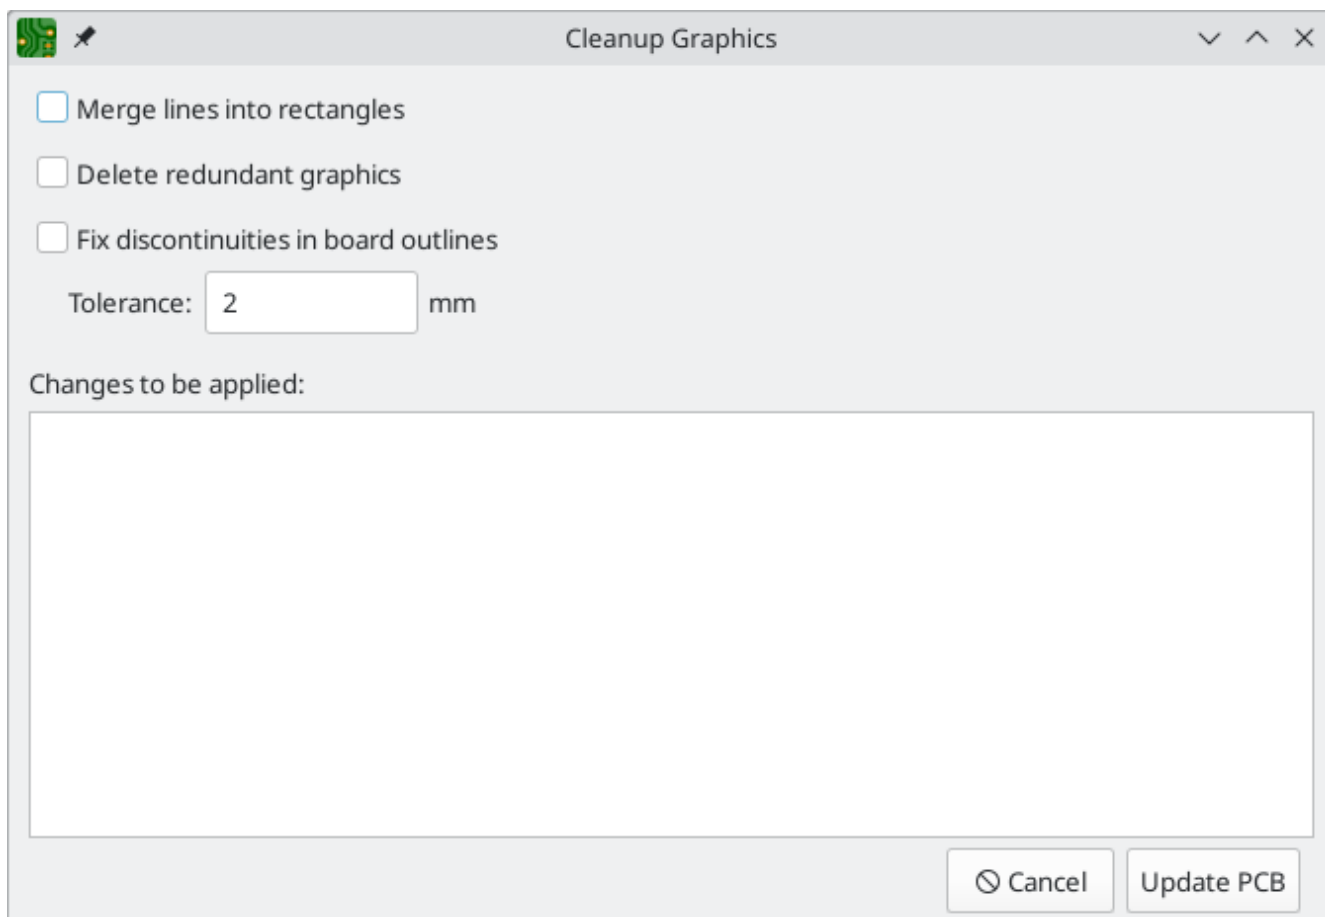 Cleanup Graphics
Merge lines into rectangles
Delete redundant graphics
Fix discontinuities in board outlines
Tolerance: 2 mm
Changes to be applied:
Cancel Update PCB